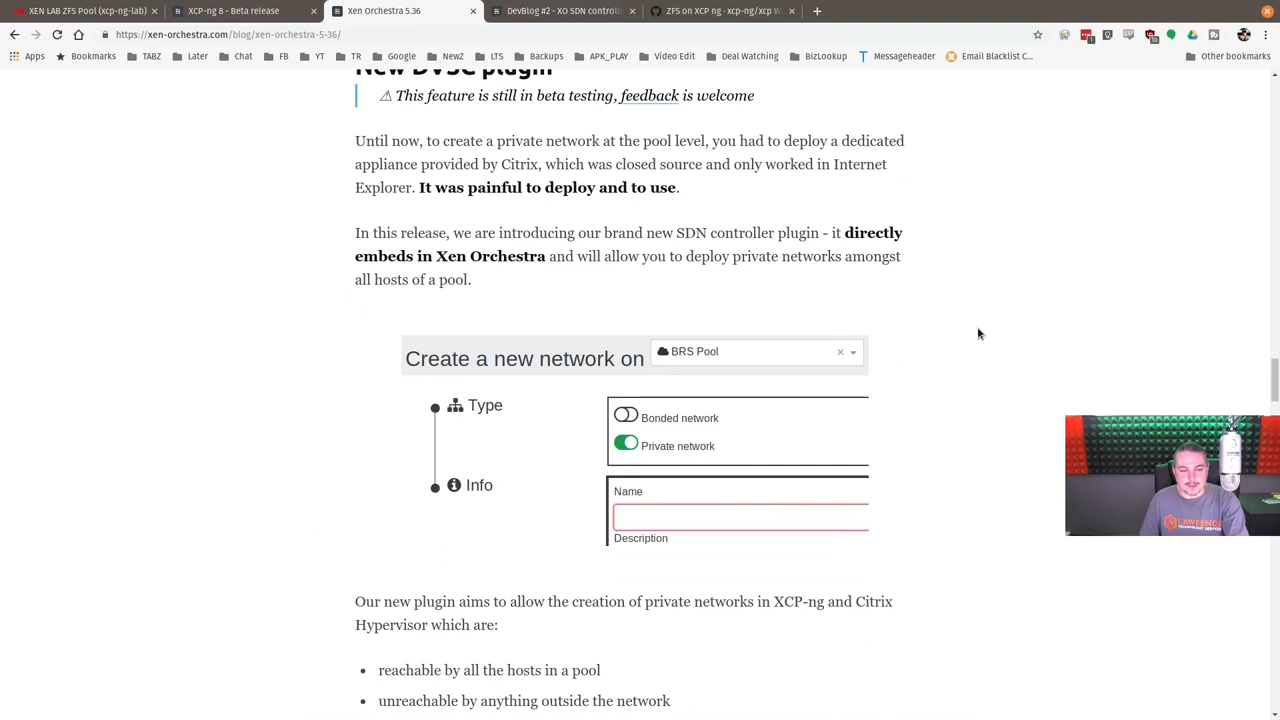 XEN LAB ZFS Pool (xcp-ng-lab)
XCP-ng 8 - Beta release
Xen Orchestra 5.36
DevBlog #2 - XO SDN controlle
ZFS on XCP ng · xcp-ng/xcp W
https://xen-orchestra.com/blog/xen-orchestra-5-36/
Apps
Bookmarks
TABZ
Later
FB
YT
TR
Google
NewZ
Chat
LTS
Backups
APK_PLAY
Video Edit
Deal Watching
BizLookup
Messageheader
Email Blacklist C...
Other bookmarks
New DVSC plugin
⚠ This feature is still in beta testing, feedback is welcome
Until now, to create a private network at the pool level, you had to deploy a dedicated
appliance provided by Citrix, which was closed source and only worked in Internet
Explorer. It was painful to deploy and to use.
In this release, we are introducing our brand new SDN controller plugin - it directly
embeds in Xen Orchestra and will allow you to deploy private networks amongst
all hosts of a pool.
Create a new network on
BRS Pool
Type
Bonded network
Private network
Info
Name
Description
LAWRENCE
TECHNOLOGY SERVICES
Our new plugin aims to allow the creation of private networks in XCP-ng and Citrix
Hypervisor which are:
• reachable by all the hosts in a pool
• unreachable by anything outside the network